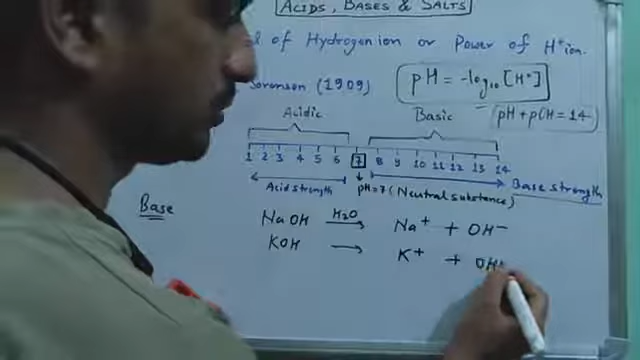 ACIDS, BASES & SALTS
of Hydrogenion or Power of H⁺ion.
Sorenson (1909)
pH = -log₁₀[H⁺]
pH + pOH = 14
Acidic Basic
1 2 3 4 5 6 7 8 9 10 11 12 13 14
Acid strength pH=7 (Neutral substance) Base strength
Base
NaOH H₂O→ Na⁺ + OH⁻
KOH → K⁺ + OH